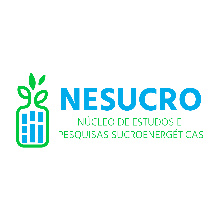 NESUCRO
NÚCLEO DE ESTUDOS E
PESQUISAS SUCROENERGÉTICAS